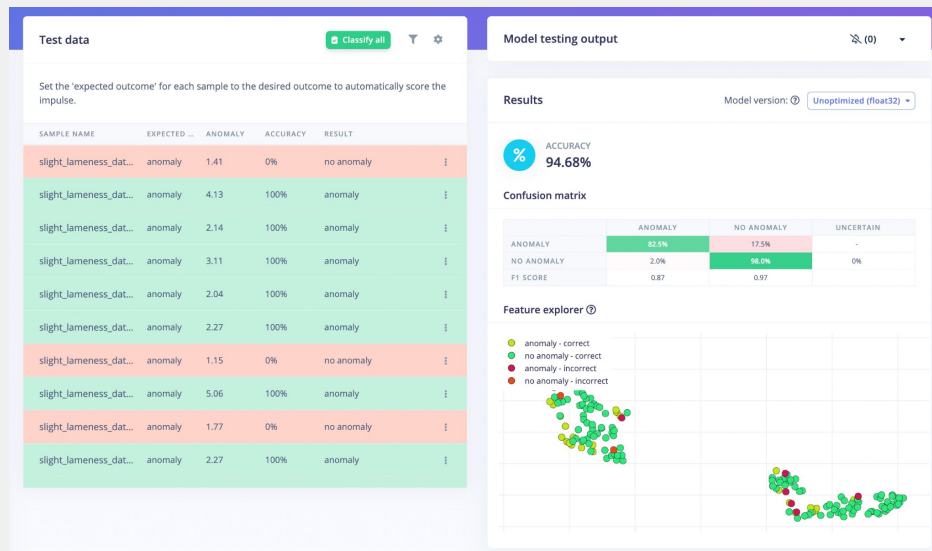 Test data
Classify all
Set the 'expected outcome' for each sample to the desired outcome to automatically score the
impulse.
SAMPLE NAME EXPECTED ... ANOMALY ACCURACY RESULT
slight_lameness_dat... anomaly 1.41 0% no anomaly
slight_lameness_dat... anomaly 4.13 100% anomaly
slight_lameness_dat... anomaly 2.14 100% anomaly
slight_lameness_dat... anomaly 3.11 100% anomaly
slight_lameness_dat... anomaly 2.04 100% anomaly
slight_lameness_dat... anomaly 2.27 100% anomaly
slight_lameness_dat... anomaly 1.15 0% no anomaly
slight_lameness_dat... anomaly 5.06 100% anomaly
slight_lameness_dat... anomaly 1.77 0% no anomaly
slight_lameness_dat... anomaly 2.27 100% anomaly
Model testing output
(0)
Results
Model version: ? Unoptimized (float32)
%
ACCURACY
94.68%
Confusion matrix
ANOMALY NO ANOMALY UNCERTAIN
ANOMALY 82.5% 17.5% -
NO ANOMALY 2.0% 98.0% 0%
F1 SCORE 0.87 0.97
Feature explorer ?
anomaly - correct
no anomaly - correct
anomaly - incorrect
no anomaly - incorrect